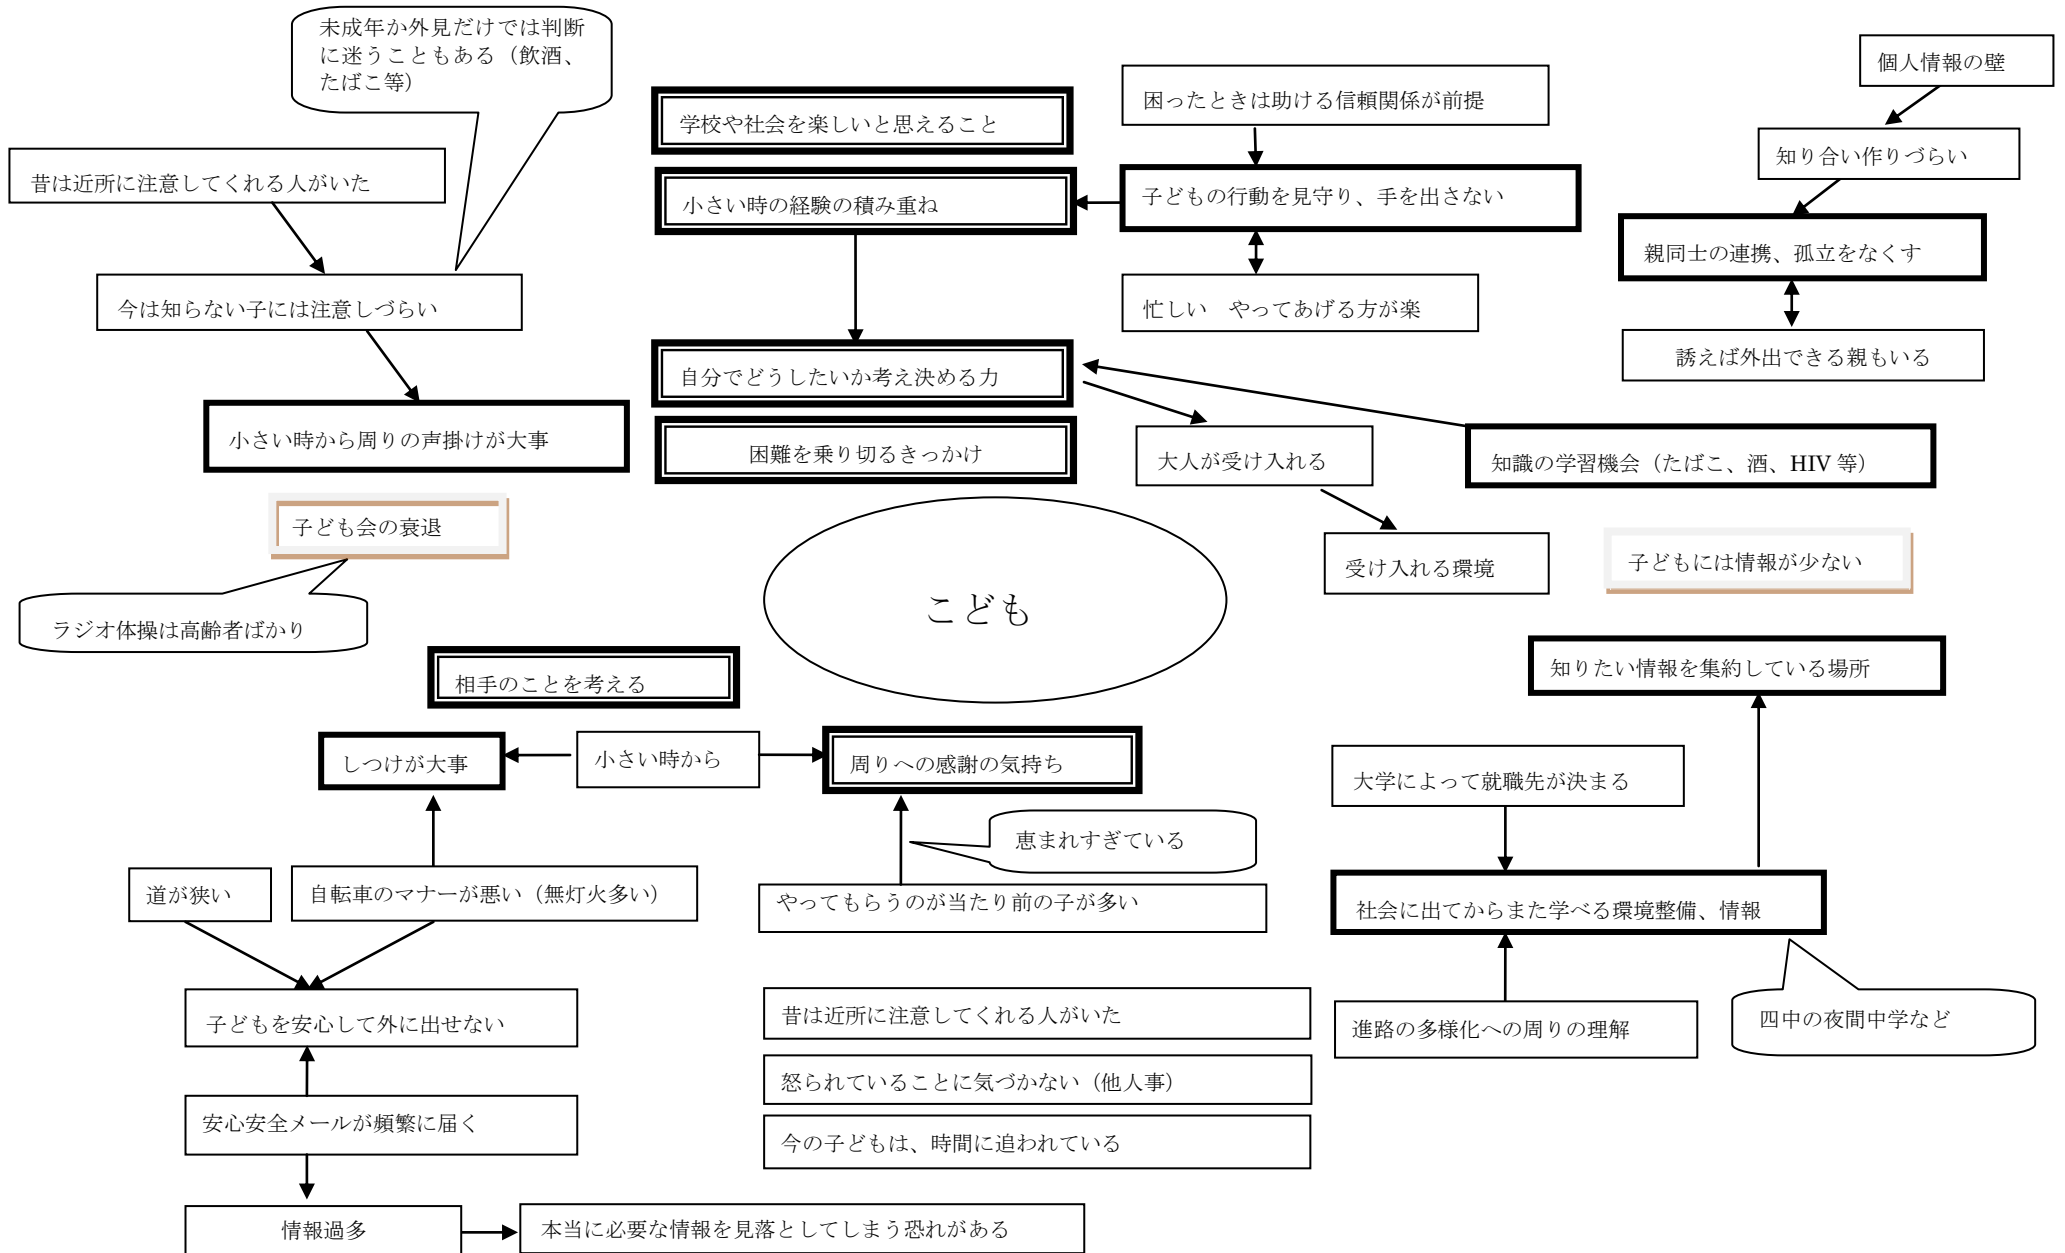 未成年か外見だけでは判断
に迷うこともある（飲酒、
たばこ等）
個人情報の壁
困ったときは助ける信頼関係が前提
学校や社会を楽しいと思えること
知り合い作りづらい
昔は近所に注意してくれる人がいた
小さい時の経験の積み重ね
子どもの行動を見守り、手を出さない
親同士の連携、孤立をなくす
今は知らない子には注意しづらい
忙しい　やってあげる方が楽
誘えば外出できる親もいる
自分でどうしたいか考え決める力
小さい時から周りの声掛けが大事
困難を乗り切るきっかけ
大人が受け入れる
知識の学習機会（たばこ、酒、HIV 等）
子ども会の衰退
受け入れる環境
子どもには情報が少ない
こども
ラジオ体操は高齢者ばかり
相手のことを考える
知りたい情報を集約している場所
しつけが大事
小さい時から
周りへの感謝の気持ち
大学によって就職先が決まる
恵まれすぎている
道が狭い
自転車のマナーが悪い（無灯火多い）
やってもらうのが当たり前の子が多い
社会に出てからまた学べる環境整備、情報
子どもを安心して外に出せない
昔は近所に注意してくれる人がいた
進路の多様化への周りの理解
四中の夜間中学など
怒られていることに気づかない（他人事）
安心安全メールが頻繁に届く
今の子どもは、時間に追われている
情報過多
本当に必要な情報を見落としてしまう恐れがある